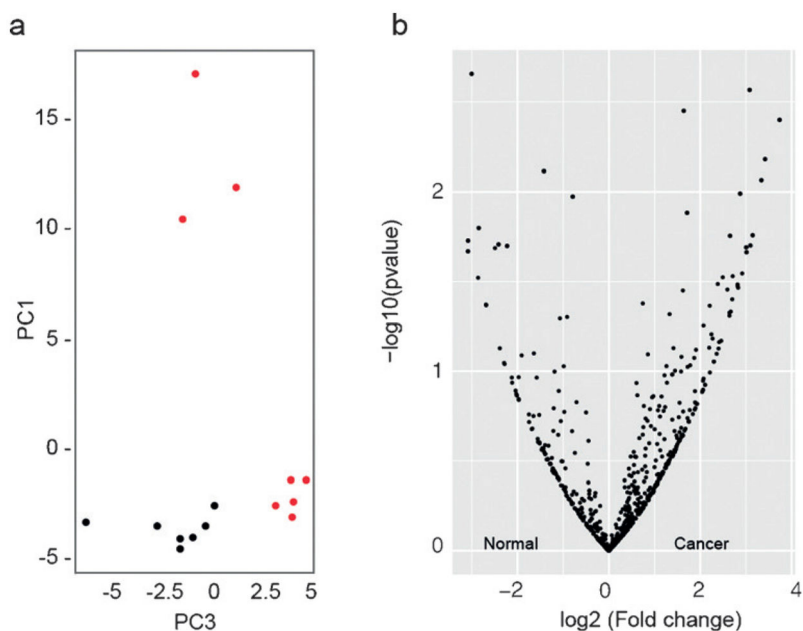 a
b
15
10
5
0
-5
PC1
-5
-2.5
0
2.5
5
PC3
2
1
0
−log10(pvalue)
Normal
Cancer
−2
0
2
4
log2 (Fold change)